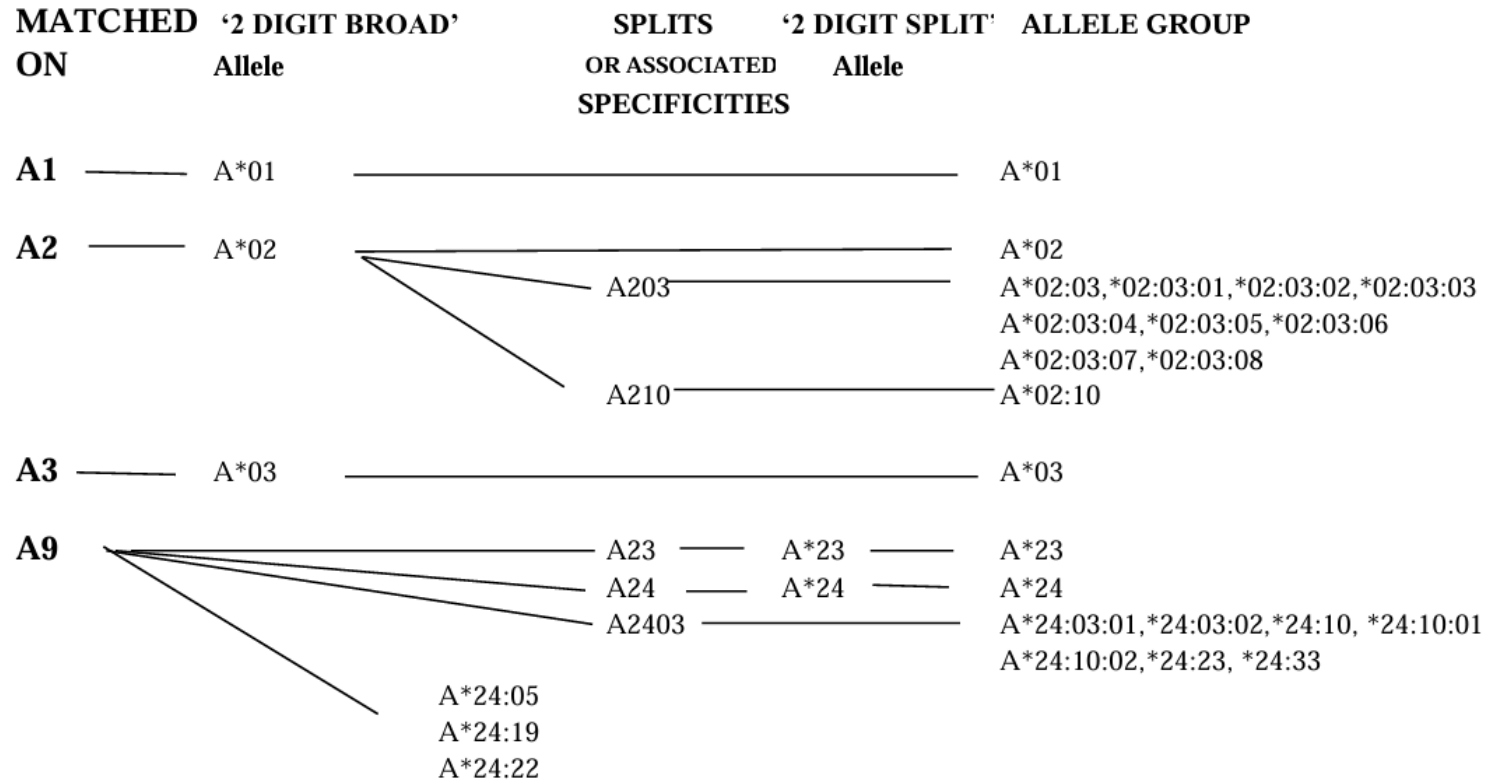 MATCHED ‘2 DIGIT BROAD’ SPLITS ‘2 DIGIT SPLIT’ ALLELE GROUP
ON Allele OR ASSOCIATED Allele
SPECIFICITIES
A1 A*01 A*01
A2 A*02 A*02
A203 A*02:03,*02:03:01,*02:03:02,*02:03:03
A*02:03:04,*02:03:05,*02:03:06
A*02:03:07,*02:03:08
A210 A*02:10
A3 A*03 A*03
A9 A23 A*23 A*23
A24 A*24 A*24
A2403 A*24:03:01,*24:03:02,*24:10, *24:10:01
A*24:10:02,*24:23, *24:33
A*24:05
A*24:19
A*24:22